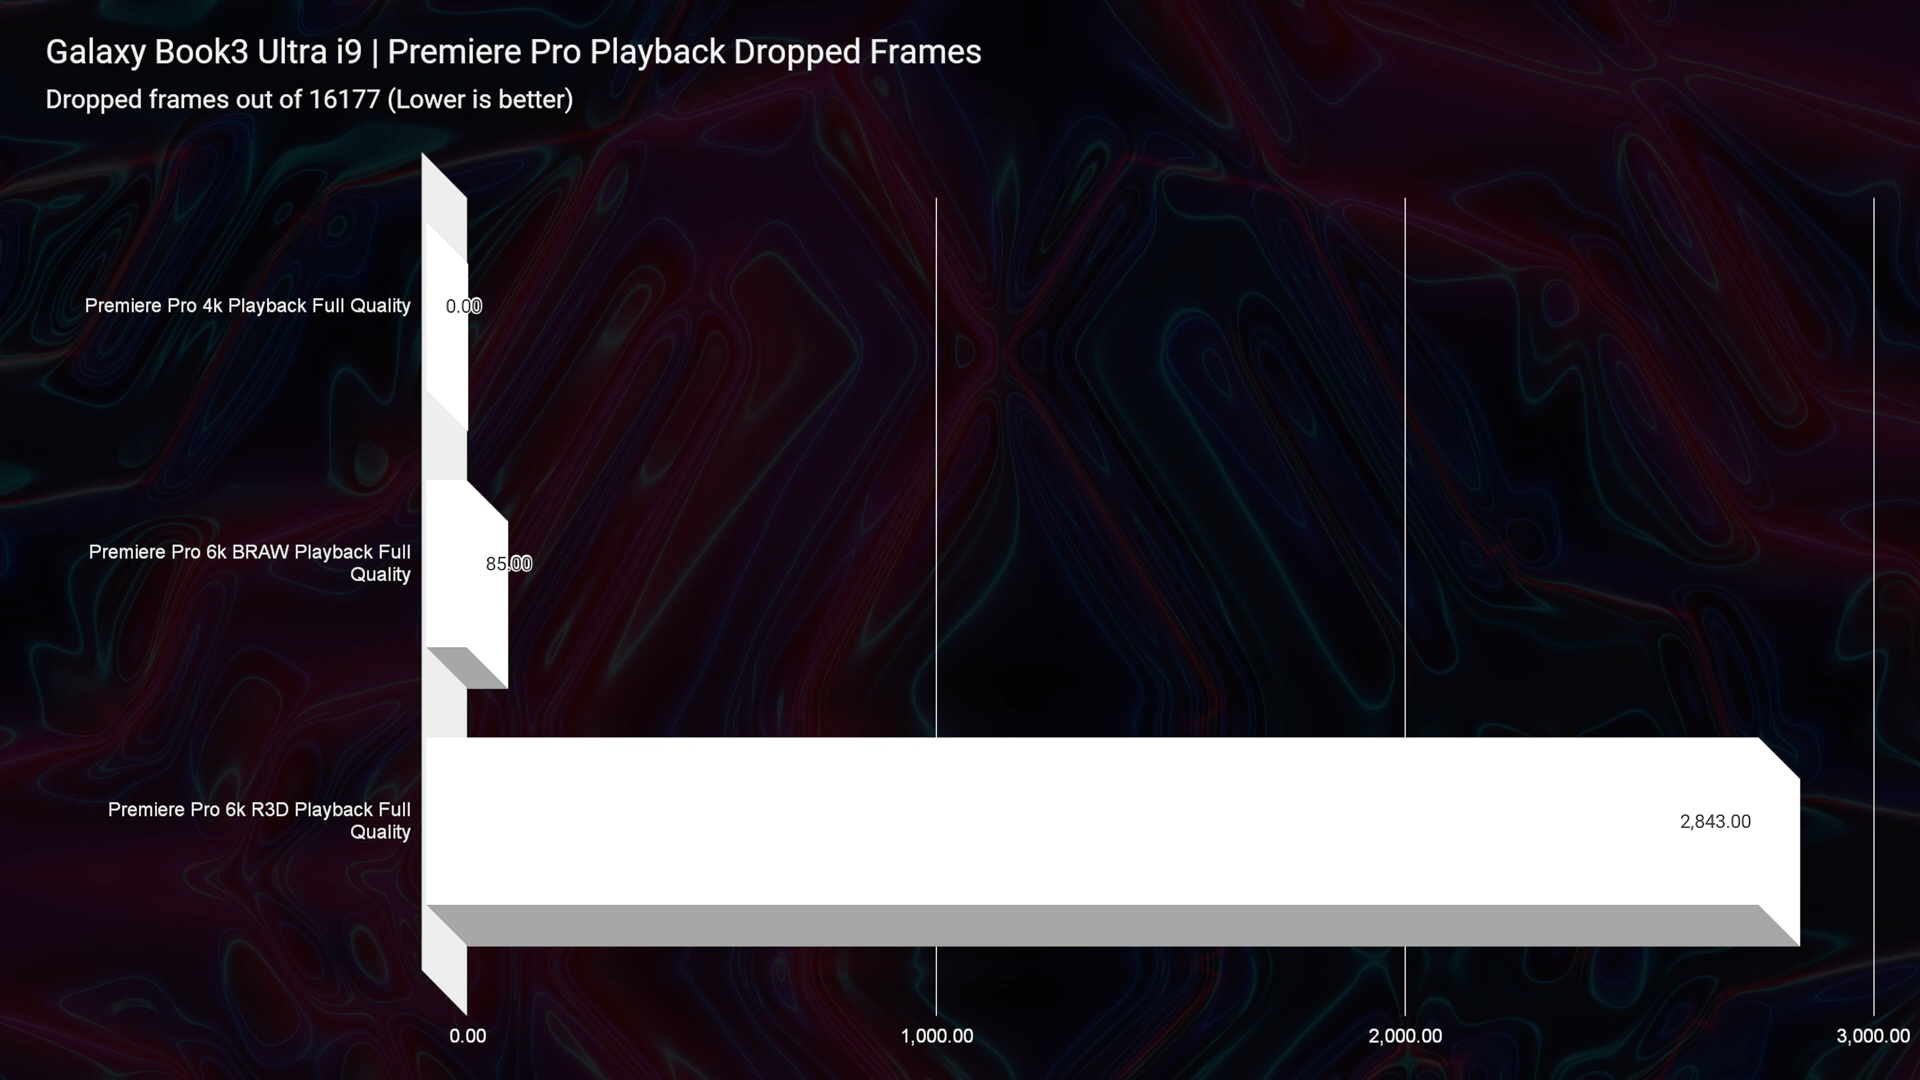 Galaxy Book3 Ultra i9 | Premiere Pro Playback Dropped Frames
Dropped frames out of 16177 (Lower is better)
Premiere Pro 4k Playback Full Quality
0.00
Premiere Pro 6k BRAW Playback Full
Quality
85.00
Premiere Pro 6k R3D Playback Full
Quality
2,843.00
0.00
1,000.00
2,000.00
3,000.00